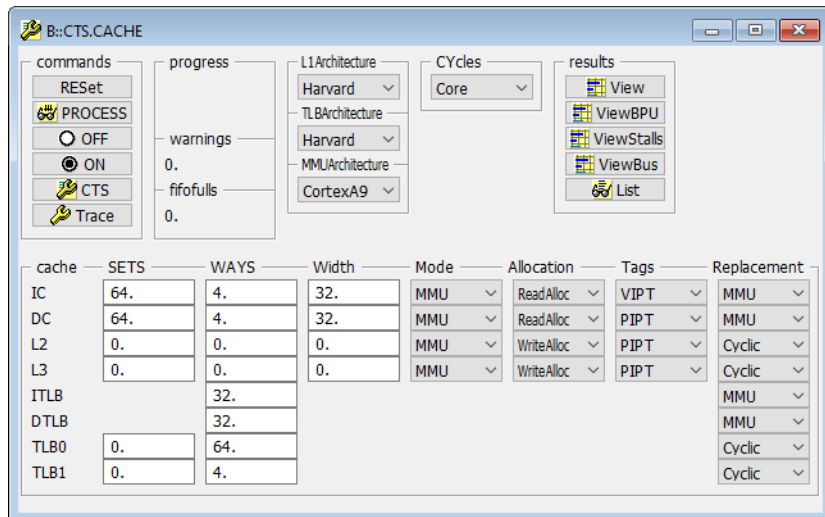 B::CTS.CACHE
commands progress L1Architecture CYcles results
RESet Harvard Core View
PROCESS TLBArchitecture ViewBPU
OFF warnings Harvard ViewStalls
ON 0. MMUArchitecture ViewBus
CTS fifofulls CortexA9 List
Trace 0.
cache SETS WAYS Width Mode Allocation Tags Replacement
IC 64. 4. 32. MMU ReadAlloc VIPT MMU
DC 64. 4. 32. MMU ReadAlloc PIPT MMU
L2 0. 0. 0. MMU WriteAlloc PIPT Cyclic
L3 0. 0. 0. MMU WriteAlloc PIPT Cyclic
ITLB 32. MMU
DTLB 32. MMU
TLB0 0. 64. Cyclic
TLB1 0. 4. Cyclic